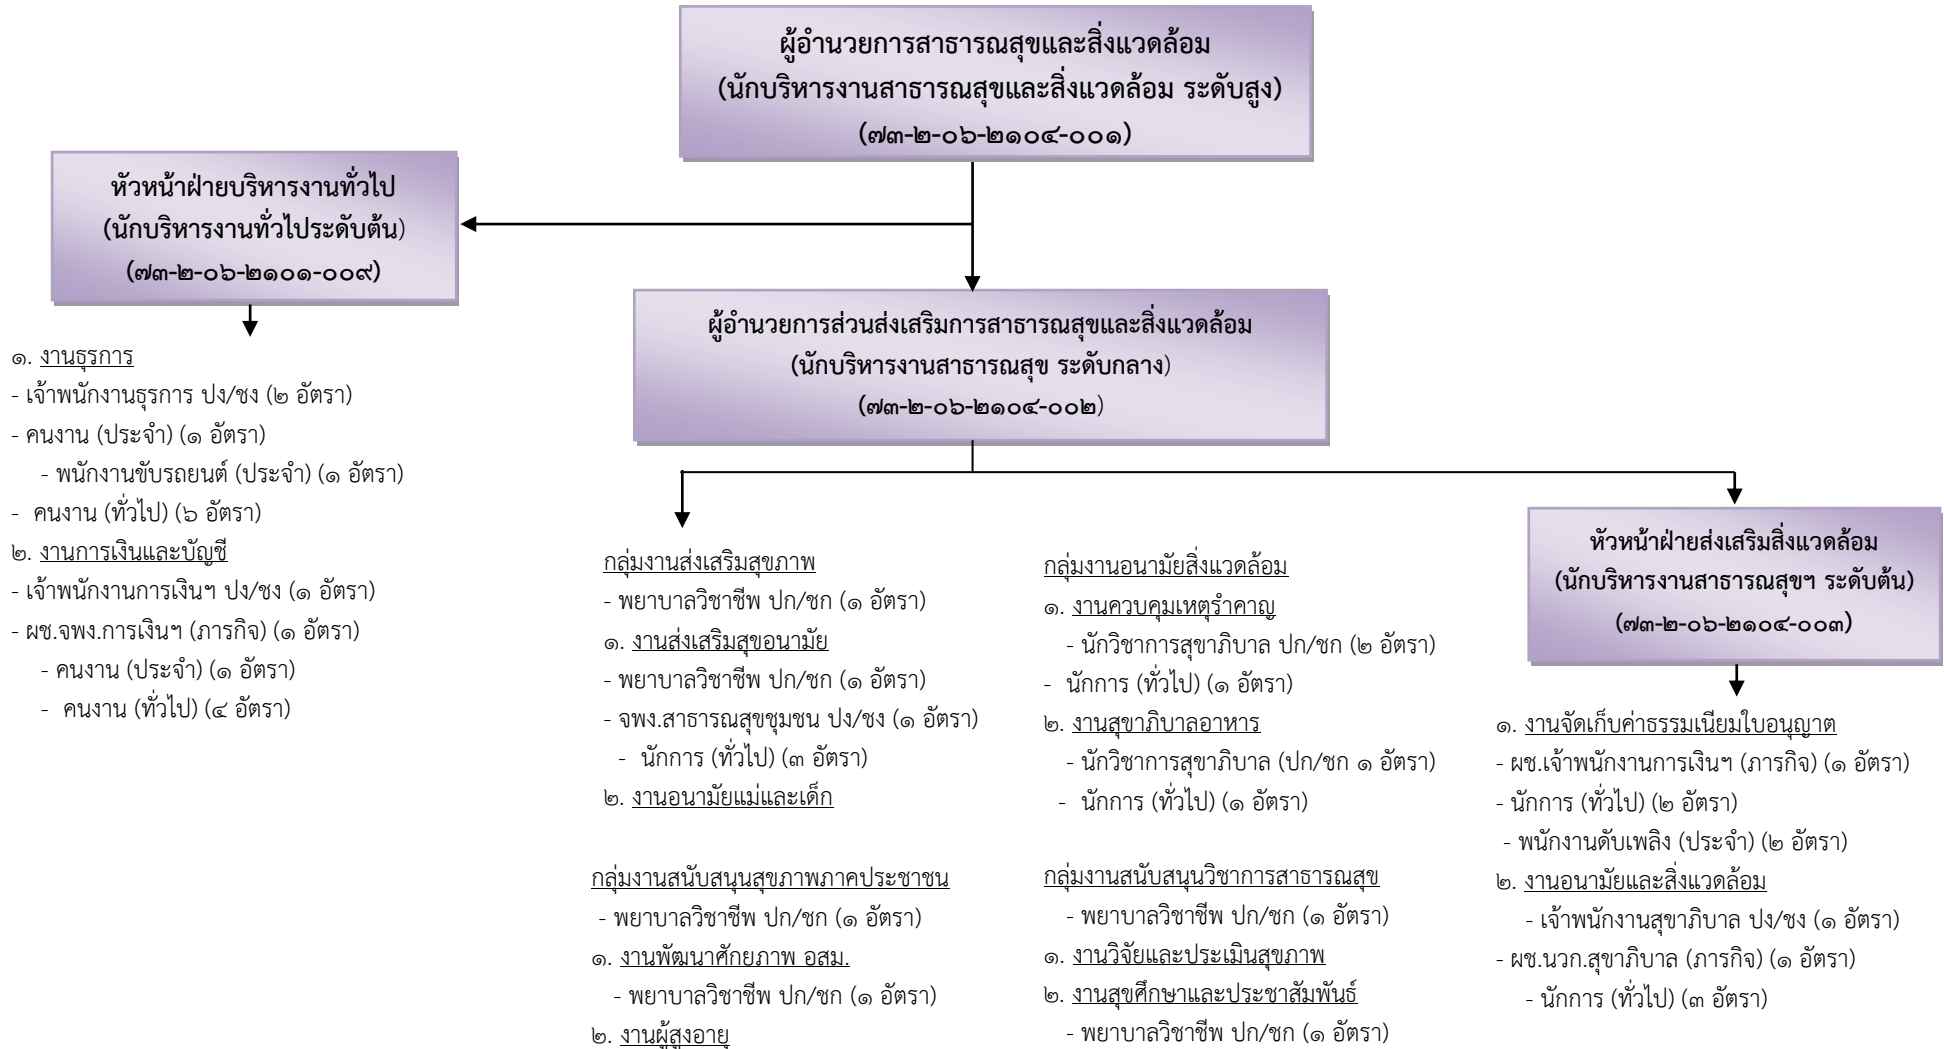 ผู้อำนวยการสาธารณสุขและสิ่งแวดล้อม
(นักบริหารงานสาธารณสุขและสิ่งแวดล้อม ระดับสูง)
(๗๓-๒-๐๖-๒๑๐๔-๐๐๑)
หัวหน้าฝ่ายบริหารงานทั่วไป
(นักบริหารงานทั่วไประดับต้น)
(๗๓-๒-๐๖-๒๑๐๑-๐๐๙)
๑. งานธุรการ
- เจ้าพนักงานธุรการ ปง/ชง (๒ อัตรา)
- คนงาน (ประจำ) (๑ อัตรา)
- พนักงานขับรถยนต์ (ประจำ) (๑ อัตรา)
- คนงาน (ทั่วไป) (๖ อัตรา)
๒. งานการเงินและบัญชี
- เจ้าพนักงานการเงินฯ ปง/ชง (๑ อัตรา)
- ผช.จพง.การเงินฯ (ภารกิจ) (๑ อัตรา)
- คนงาน (ประจำ) (๑ อัตรา)
- คนงาน (ทั่วไป) (๔ อัตรา)
ผู้อำนวยการส่วนส่งเสริมการสาธารณสุขและสิ่งแวดล้อม
(นักบริหารงานสาธารณสุข ระดับกลาง)
(๗๓-๒-๐๖-๒๑๐๔-๐๐๒)
กลุ่มงานส่งเสริมสุขภาพ
- พยาบาลวิชาชีพ ปก/ชก (๑ อัตรา)
๑. งานส่งเสริมสุขอนามัย
- พยาบาลวิชาชีพ ปก/ชก (๑ อัตรา)
- จพง.สาธารณสุขชุมชน ปง/ชง (๑ อัตรา)
- นักการ (ทั่วไป) (๓ อัตรา)
๒. งานอนามัยแม่และเด็ก
กลุ่มงานสนับสนุนสุขภาพภาคประชาชน
- พยาบาลวิชาชีพ ปก/ชก (๑ อัตรา)
๑. งานพัฒนาศักยภาพ อสม.
- พยาบาลวิชาชีพ ปก/ชก (๑ อัตรา)
๒. งานผู้สูงอายุ
กลุ่มงานอนามัยสิ่งแวดล้อม
๑. งานควบคุมเหตุรำคาญ
- นักวิชาการสุขาภิบาล ปก/ชก (๒ อัตรา)
- นักการ (ทั่วไป) (๑ อัตรา)
๒. งานสุขาภิบาลอาหาร
- นักวิชาการสุขาภิบาล (ปก/ชก ๑ อัตรา)
- นักการ (ทั่วไป) (๑ อัตรา)
กลุ่มงานสนับสนุนวิชาการสาธารณสุข
- พยาบาลวิชาชีพ ปก/ชก (๑ อัตรา)
๑. งานวิจัยและประเมินสุขภาพ
๒. งานสุขศึกษาและประชาสัมพันธ์
- พยาบาลวิชาชีพ ปก/ชก (๑ อัตรา)
หัวหน้าฝ่ายส่งเสริมสิ่งแวดล้อม
(นักบริหารงานสาธารณสุขฯ ระดับต้น)
(๗๓-๒-๐๖-๒๑๐๔-๐๐๓)
๑. งานจัดเก็บค่าธรรมเนียมใบอนุญาต
- ผช.เจ้าพนักงานการเงินฯ (ภารกิจ) (๑ อัตรา)
- นักการ (ทั่วไป) (๒ อัตรา)
- พนักงานดับเพลิง (ประจำ) (๒ อัตรา)
๒. งานอนามัยและสิ่งแวดล้อม
- เจ้าพนักงานสุขาภิบาล ปง/ชง (๑ อัตรา)
- ผช.นวก.สุขาภิบาล (ภารกิจ) (๑ อัตรา)
- นักการ (ทั่วไป) (๓ อัตรา)